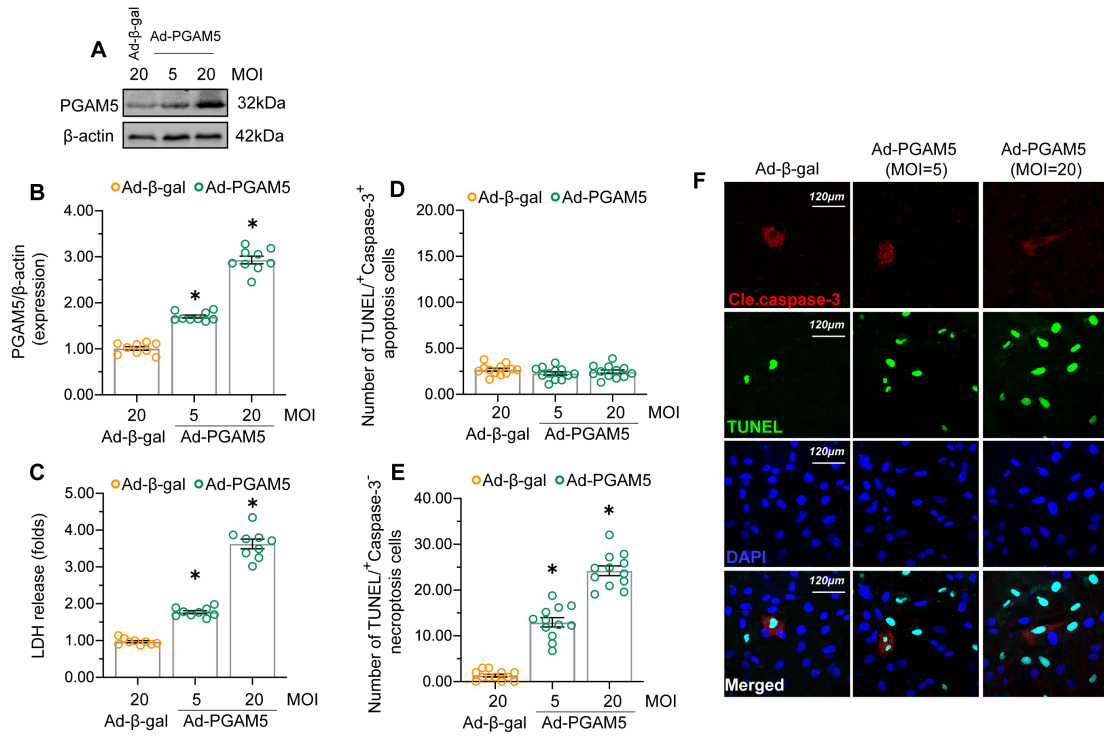 A
Ad-β-gal
Ad-PGAM5
20 5 20 MOI
PGAM5 32kDa
β-actin 42kDa
B
Ad-β-gal Ad-PGAM5
PGAM5/β-actin
(expression)
4.00
3.00
2.00
1.00
0.00
* *
20 5 20 MOI
Ad-β-gal Ad-PGAM5
C
Ad-β-gal Ad-PGAM5
LDH release (folds)
5.00
4.00
3.00
2.00
1.00
0.00
* *
20 5 20 MOI
Ad-β-gal Ad-PGAM5
D
Ad-β-gal Ad-PGAM5
Number of TUNEL/+Caspase-3+
apoptosis cells
20.00
15.00
10.00
5.00
0.00
20 5 20 MOI
Ad-β-gal Ad-PGAM5
E
Ad-β-gal Ad-PGAM5
Number of TUNEL/+Caspase-3-
necroptosis cells
40.00
30.00
20.00
10.00
0.00
* *
20 5 20 MOI
Ad-β-gal Ad-PGAM5
F
Ad-β-gal
Ad-PGAM5
(MOI=5)
Ad-PGAM5
(MOI=20)
120μm
Cle.caspase-3
120μm
TUNEL
120μm
DAPI
120μm
Merged